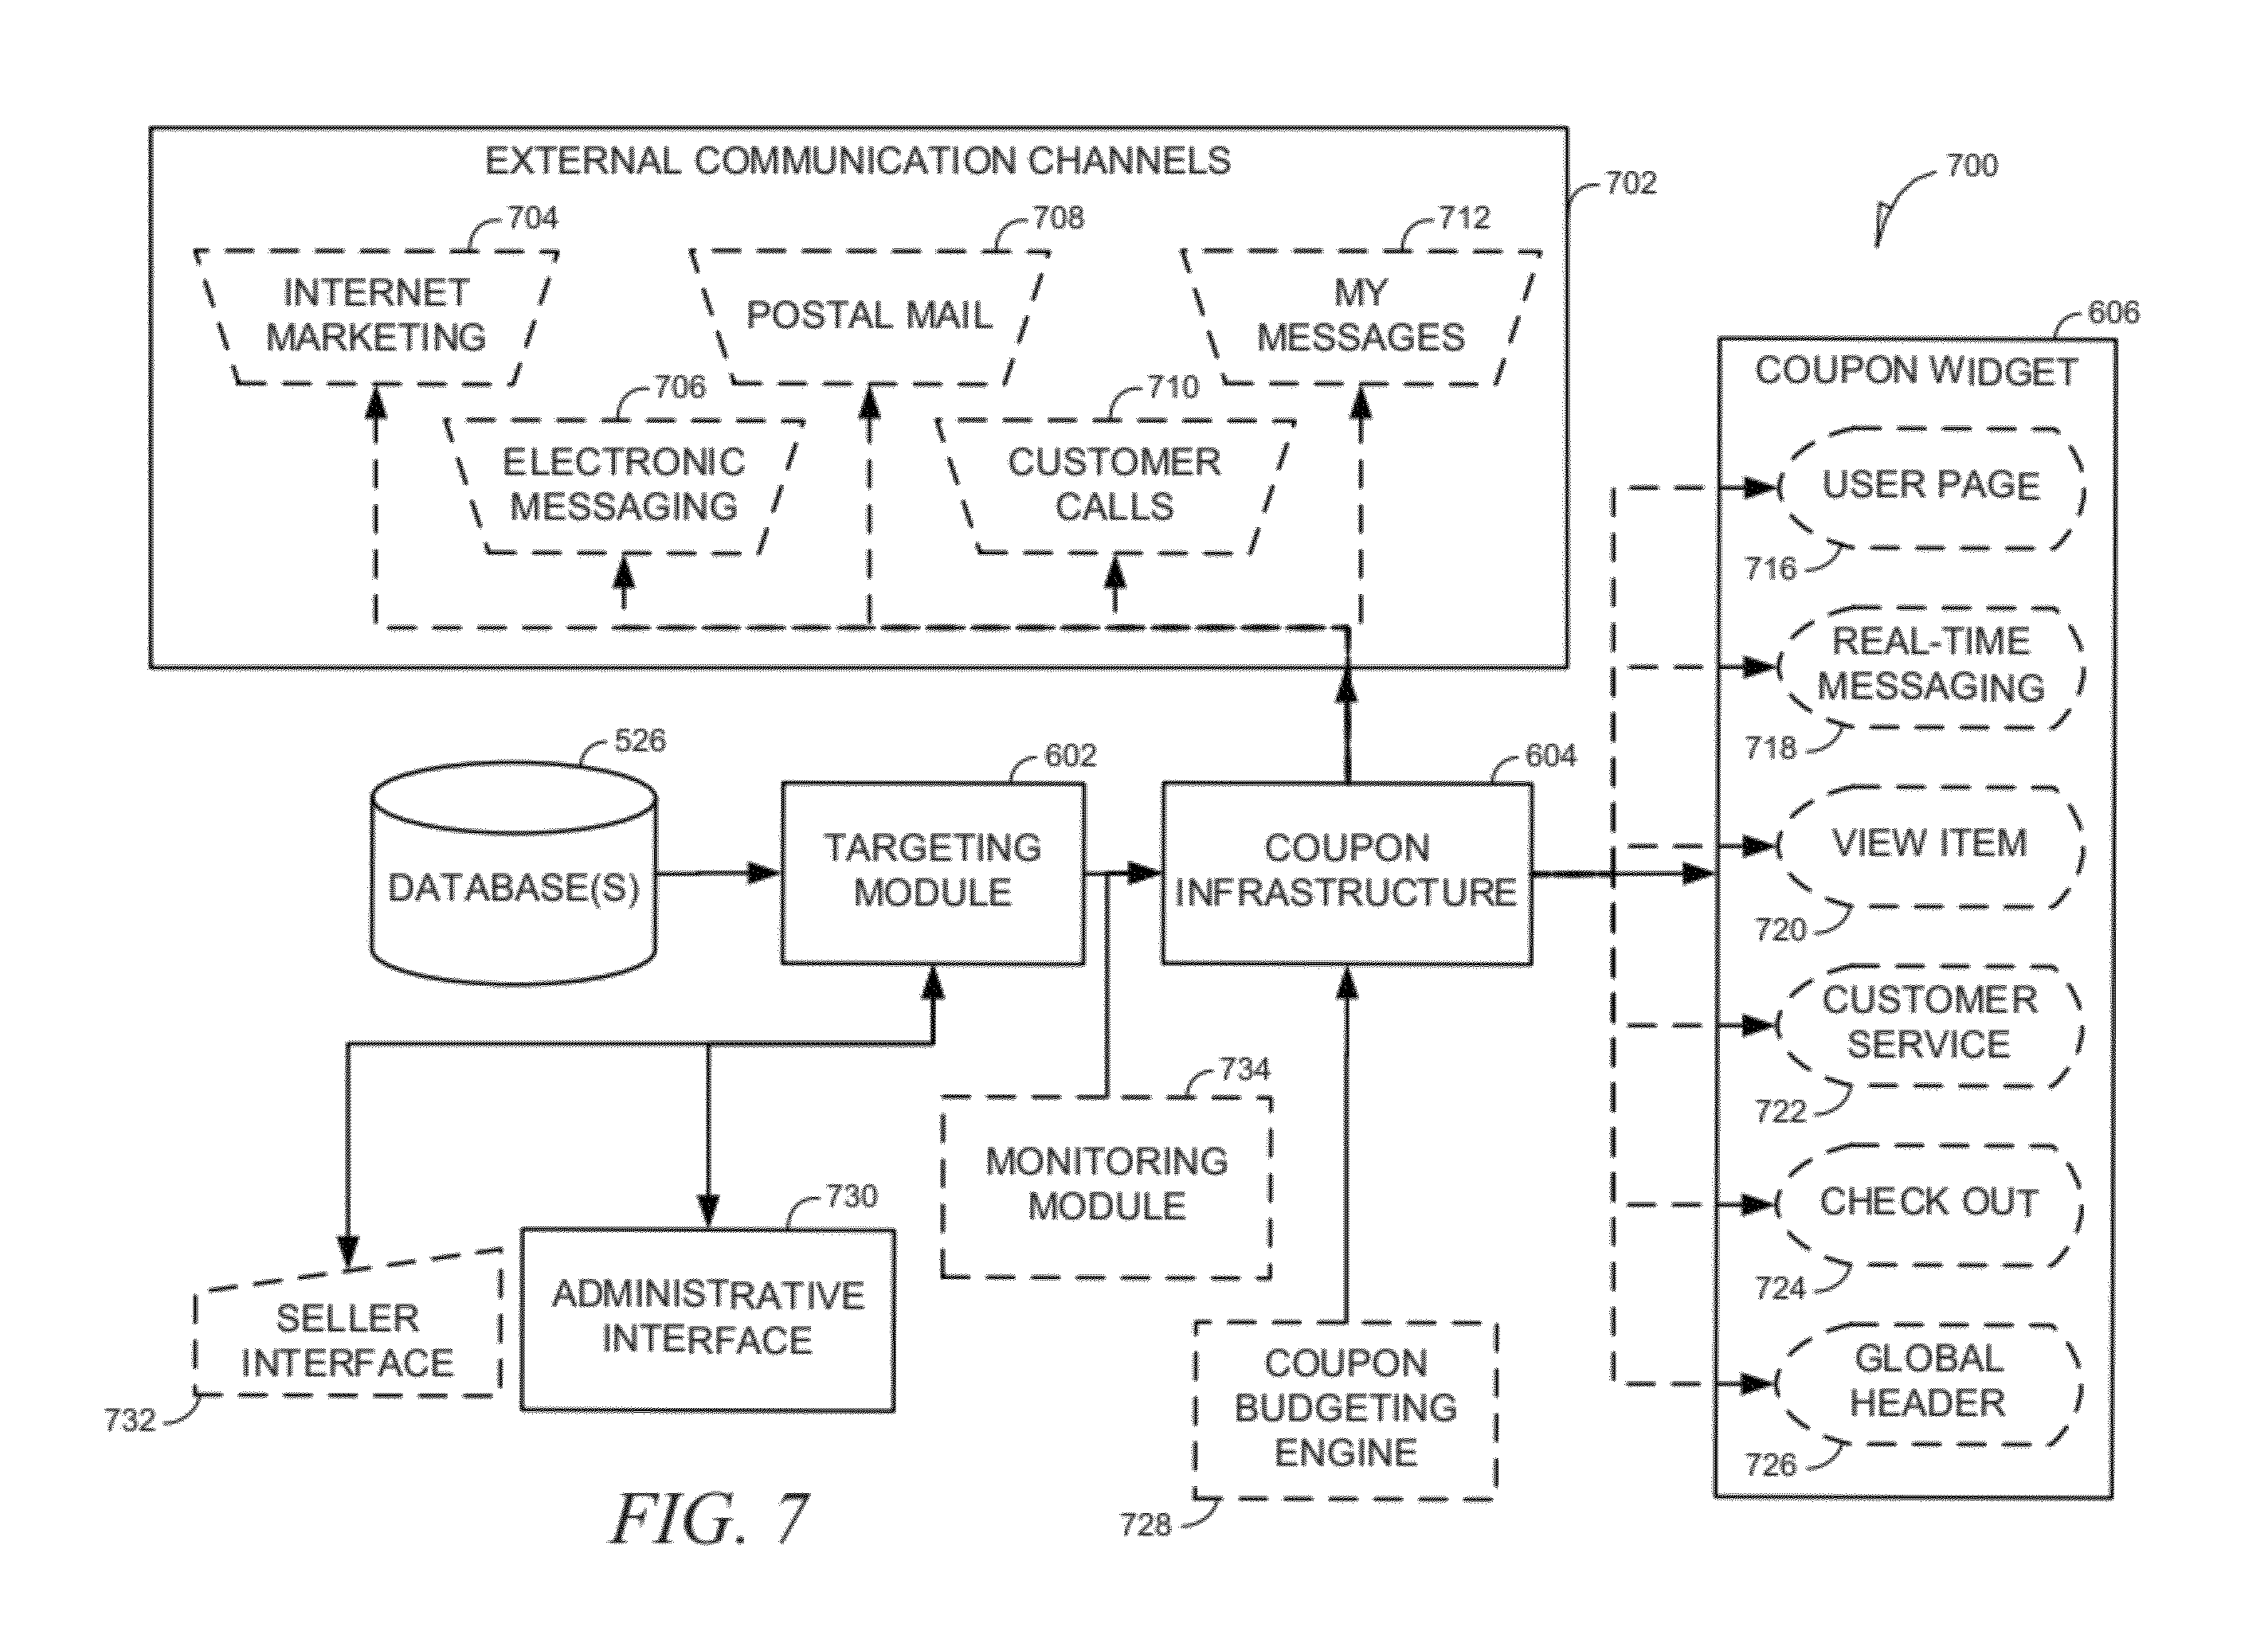 EXTERNAL COMMUNICATION CHANNELS
702
700
704
INTERNET
MARKETING
708
POSTAL MAIL
712
MY
MESSAGES
706
ELECTRONIC
MESSAGING
710
CUSTOMER
CALLS
606
COUPON WIDGET
USER PAGE
716
REAL-TIME
MESSAGING
718
VIEW ITEM
720
CUSTOMER
SERVICE
722
CHECK OUT
724
GLOBAL
HEADER
726
526
DATABASE(S)
602
TARGETING
MODULE
604
COUPON
INFRASTRUCTURE
734
MONITORING
MODULE
730
ADMINISTRATIVE
INTERFACE
SELLER
INTERFACE
732
COUPON
BUDGETING
ENGINE
728
FIG. 7